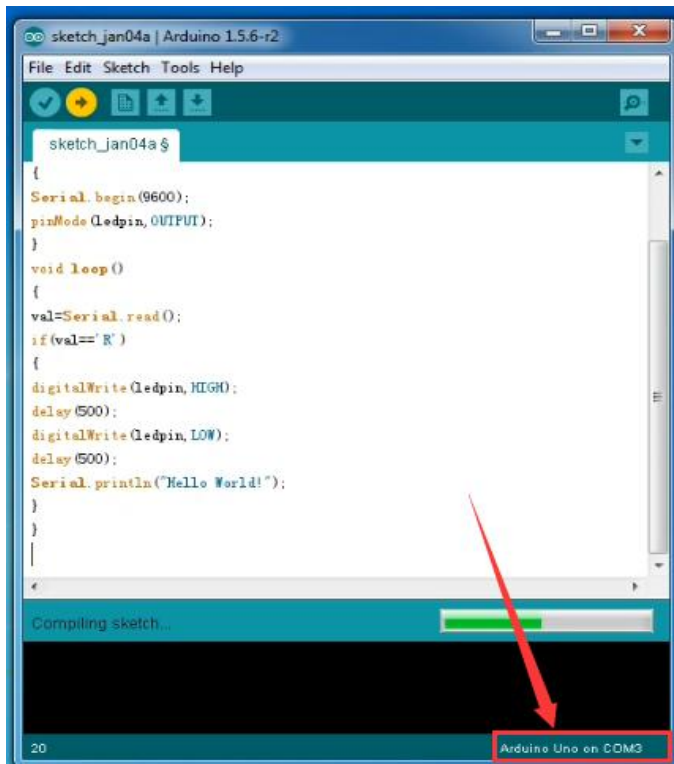 sketch_jan04a | Arduino 1.5.6-r2
File Edit Sketch Tools Help
sketch_jan04a §
{
Serial.begin(9600);
pinMode(ledpin,OUTPUT);
}
void loop()
{
val=Serial.read();
if(val=='R')
{
digitalWrite(ledpin,HIGH);
delay(500);
digitalWrite(ledpin,LOW);
delay(500);
Serial.println("Hello World!");
}
}
Compiling sketch...
20 Arduino Uno on COM3